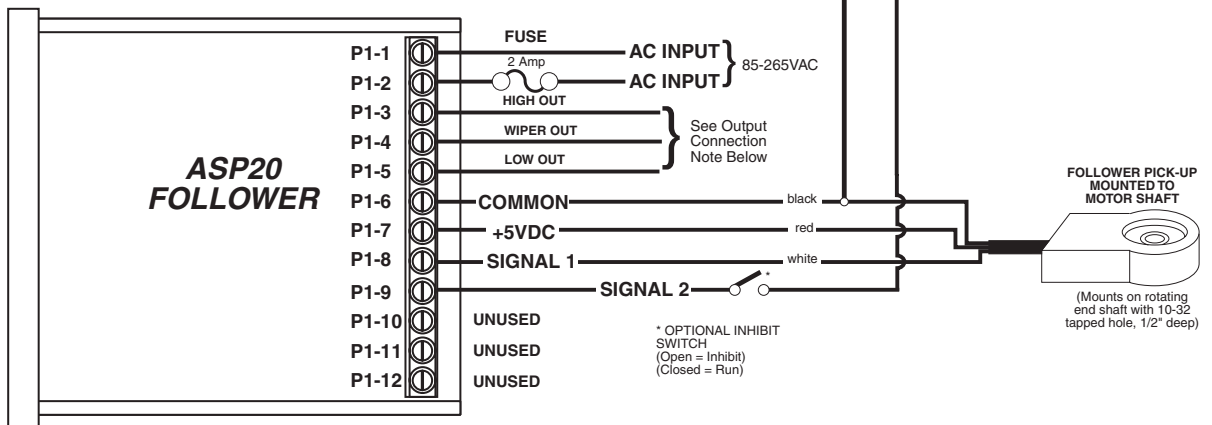 ASP20
FOLLOWER
P1-1
P1-2
P1-3
P1-4
P1-5
P1-6
P1-7
P1-8
P1-9
P1-10
P1-11
P1-12
FUSE
2 Amp
AC INPUT
AC INPUT
85-265VAC
HIGH OUT
WIPER OUT
LOW OUT
See Output
Connection
Note Below
COMMON
black
+5VDC
red
SIGNAL 1
white
SIGNAL 2
*
UNUSED
UNUSED
UNUSED
* OPTIONAL INHIBIT
SWITCH
(Open = Inhibit)
(Closed = Run)
FOLLOWER PICK-UP
MOUNTED TO
MOTOR SHAFT
(Mounts on rotating
end shaft with 10-32
tapped hole, 1/2" deep)